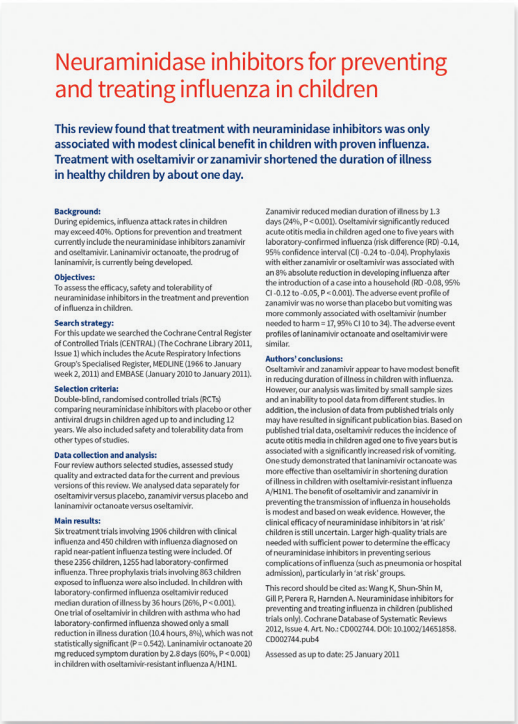 Neuraminidase inhibitors for preventing
and treating influenza in children
This review found that treatment with neuraminidase inhibitors was only
associated with modest clinical benefit in children with proven influenza.
Treatment with oseltamivir or zanamivir shortened the duration of illness
in healthy children by about one day.
Background:
During epidemics, influenza attack rates in children
may exceed 40%. Options for prevention and treatment
currently include the neuraminidase inhibitors zanamivir
and oseltamivir. Laninamivir octanoate, the prodrug of
laninamivir, is currently being developed.
Objectives:
To assess the efficacy, safety and tolerability of
neuraminidase inhibitors in the treatment and prevention
of influenza in children.
Search strategy:
For this update we searched the Cochrane Central Register
of Controlled Trials (CENTRAL) (The Cochrane Library 2011,
Issue 1) which includes the Acute Respiratory Infections
Group's Specialised Register, MEDLINE (1966 to January
week 2, 2011) and EMBASE (January 2010 to January 2011).
Selection criteria:
Double-blind, randomised controlled trials (RCTs)
comparing neuraminidase inhibitors with placebo or other
antiviral drugs in children aged up to and including 12
years. We also included safety and tolerability data from
other types of studies.
Data collection and analysis:
Four review authors selected studies, assessed study
quality and extracted data for the current and previous
versions of this review. We analysed data separately for
oseltamivir versus placebo, zanamivir versus placebo and
laninamivir octanoate versus oseltamivir.
Main results:
Six treatment trials involving 1906 children with clinical
influenza and 450 children with influenza diagnosed on
rapid near-patient influenza testing were included. Of
these 2356 children, 1255 had laboratory-confirmed
influenza. Three prophylaxis trials involving 863 children
exposed to influenza were also included. In children with
laboratory-confirmed influenza oseltamivir reduced
median duration of illness by 36 hours (26%, P < 0.001).
One trial of oseltamivir in children with asthma who had
laboratory-confirmed influenza showed only a small
reduction in illness duration (10.4 hours, 8%), which was not
statistically significant (P = 0.542). Laninamivir octanoate 20
mg reduced symptom duration by 2.8 days (60%, P < 0.001)
in children with oseltamivir-resistant influenza A/H1N1.
Zanamivir reduced median duration of illness by 1.3
days (24%, P < 0.001). Oseltamivir significantly reduced
acute otitis media in children aged one to five years with
laboratory-confirmed influenza (risk difference (RD) -0.14,
95% confidence interval (CI) -0.24 to -0.04). Prophylaxis
with either zanamivir or oseltamivir was associated with
an 8% absolute reduction in developing influenza after
the introduction of a case into a household (RD -0.08, 95%
CI -0.12 to -0.05, P < 0.001). The adverse event profile of
zanamivir was no worse than placebo but vomiting was
more commonly associated with oseltamivir (number
needed to harm = 17, 95% CI 10 to 34). The adverse event
profiles of laninamivir octanoate and oseltamivir were
similar.
Authors' conclusions:
Oseltamivir and zanamivir appear to have modest benefit
in reducing duration of illness in children with influenza.
However, our analysis was limited by small sample sizes
and an inability to pool data from different studies. In
addition, the inclusion of data from published trials only
may have resulted in significant publication bias. Based on
published trial data, oseltamivir reduces the incidence of
acute otitis media in children aged one to five years but is
associated with a significantly increased risk of vomiting.
One study demonstrated that laninamivir octanoate was
more effective than oseltamivir in shortening duration
of illness in children with oseltamivir-resistant influenza
A/H1N1. The benefit of oseltamivir and zanamivir in
preventing the transmission of influenza in households
is modest and based on weak evidence. However, the
clinical efficacy of neuraminidase inhibitors in 'at risk'
children is still uncertain. Larger high-quality trials are
needed with sufficient power to determine the efficacy
of neuraminidase inhibitors in preventing serious
complications of influenza (such as pneumonia or hospital
admission), particularly in 'at risk' groups.
This record should be cited as: Wang K, Shun-Shin M,
Gill P, Perera R, Harnden A. Neuraminidase inhibitors for
preventing and treating influenza in children (published
trials only). Cochrane Database of Systematic Reviews
2012, Issue 4. Art. No.: CD002744. DOI: 10.1002/14651858.
CD002744.pub4
Assessed as up to date: 25 January 2011